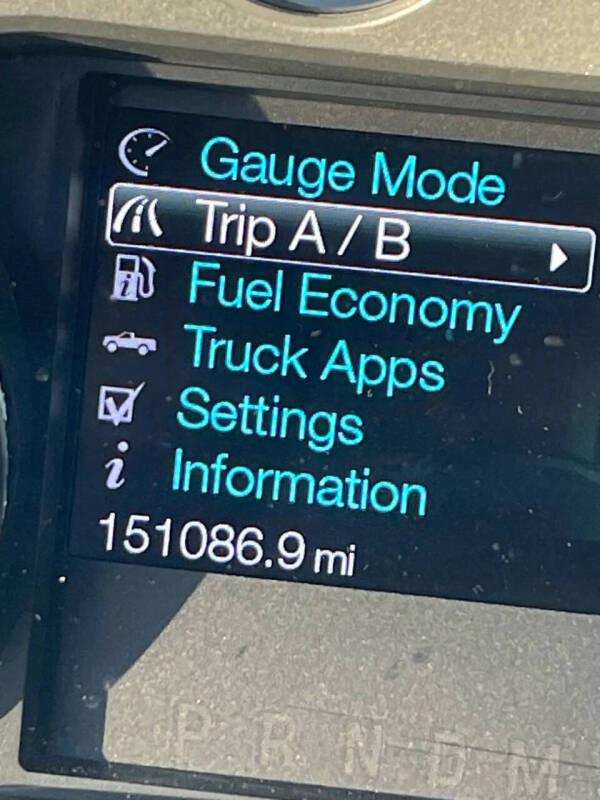 Gauge Mode
Trip A / B
Fuel Economy
Truck Apps
Settings
Information
151086.9 mi
P R N D M